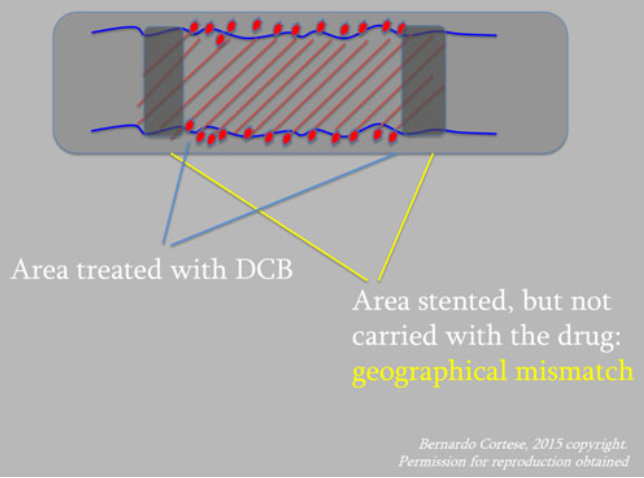 Area treated with DCB
Area stented, but not
carried with the drug:
geographical mismatch
Bernardo Cortese, 2015 copyright.
Permission for reproduction obtained